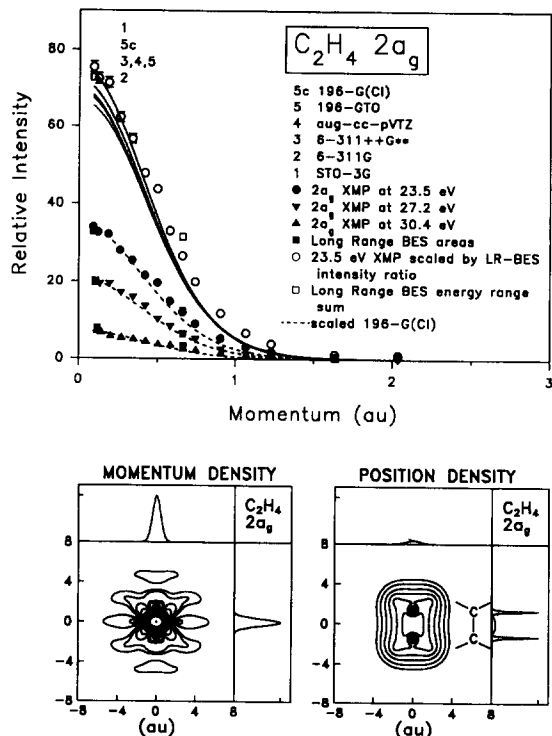 80
60
40
20
0
Relative Intensity
1
5c
3,4,5
2
C2H4 2ag
5c 196-G(CI)
5 196-GTO
4 aug-cc-pVTZ
3 6-311++G**
2 6-311G
1 STO-3G
● 2ag XMP at 23.5 eV
▼ 2ag XMP at 27.2 eV
▲ 2ag XMP at 30.4 eV
■ Long Range BES areas
○ 23.5 eV XMP scaled by LR-BES
intensity ratio
□ Long Range BES energy range
sum
----- scaled 196-G(CI)
0 1 2 3
Momentum (au)
MOMENTUM DENSITY
C2H4
2ag
8
4
0
-4
-8
-8 -4 0 4 8
(au)
POSITION DENSITY
C2H4
2ag
8
4
0
-4
-8
C
C
-8 -4 0 4 8
(au)